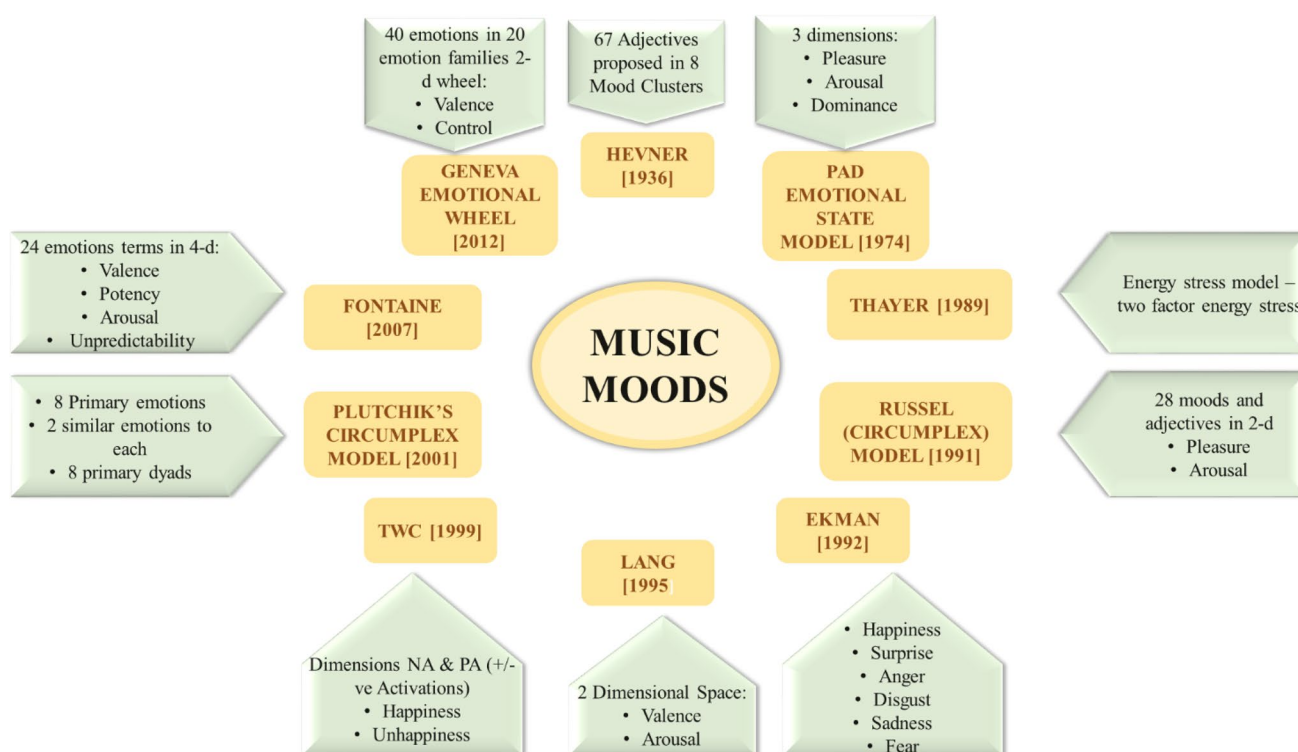 40 emotions in 20
emotion families 2-
d wheel:
• Valence
• Control
67 Adjectives
proposed in 8
Mood Clusters
3 dimensions:
• Pleasure
• Arousal
• Dominance
GENEVA
EMOTIONAL
WHEEL
[2012]
HEVNER
[1936]
PAD
EMOTIONAL
STATE
MODEL [1974]
24 emotions terms in 4-d:
• Valence
• Potency
• Arousal
• Unpredictability
FONTAINE
[2007]
MUSIC
MOODS
THAYER [1989]
Energy stress model –
two factor energy stress
• 8 Primary emotions
• 2 similar emotions to
each
• 8 primary dyads
PLUTCHIK’S
CIRCUMPLEX
MODEL [2001]
RUSSEL
(CIRCUMPLEX)
MODEL [1991]
28 moods and
adjectives in 2-d
• Pleasure
• Arousal
TWC [1999]
LANG
[1995]
EKMAN
[1992]
Dimensions NA & PA (+/-
ve Activations)
• Happiness
• Unhappiness
2 Dimensional Space:
• Valence
• Arousal
• Happiness
• Surprise
• Anger
• Disgust
• Sadness
• Fear